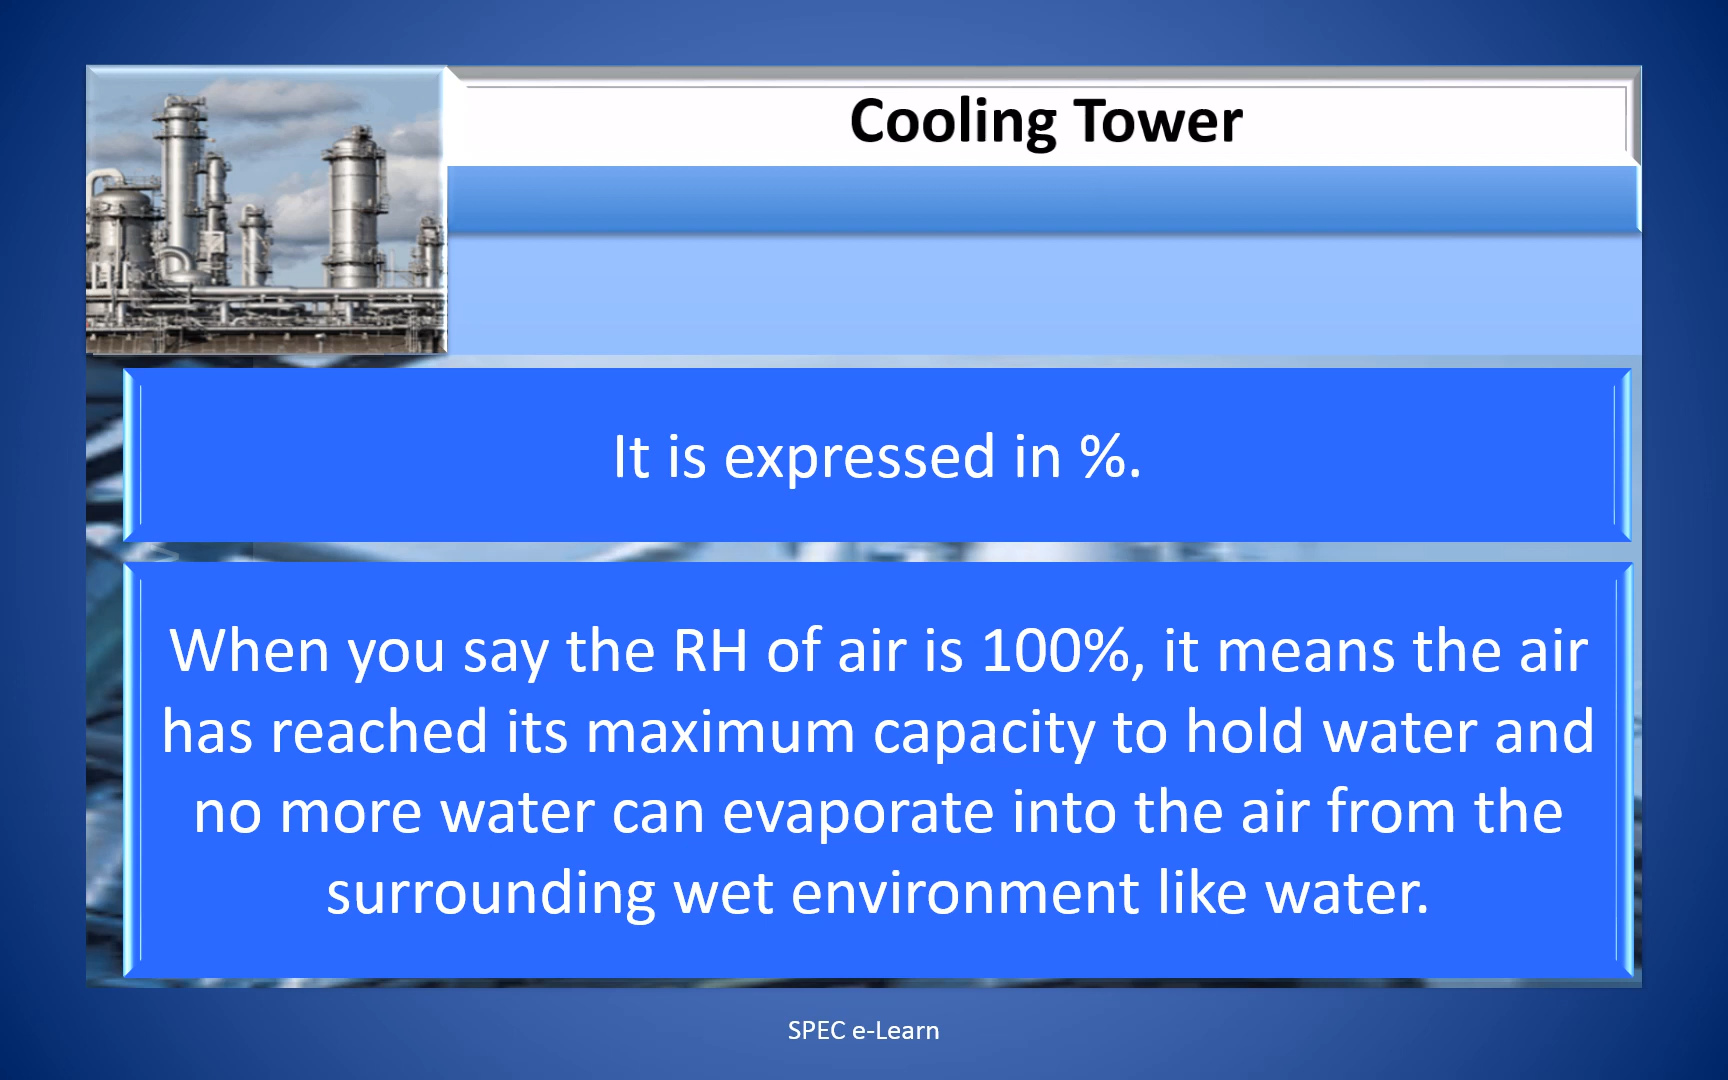 Cooling Tower
It is expressed in %.
When you say the RH of air is 100%, it means the air
has reached its maximum capacity to hold water and
no more water can evaporate into the air from the
surrounding wet environment like water.
SPEC e-Learn